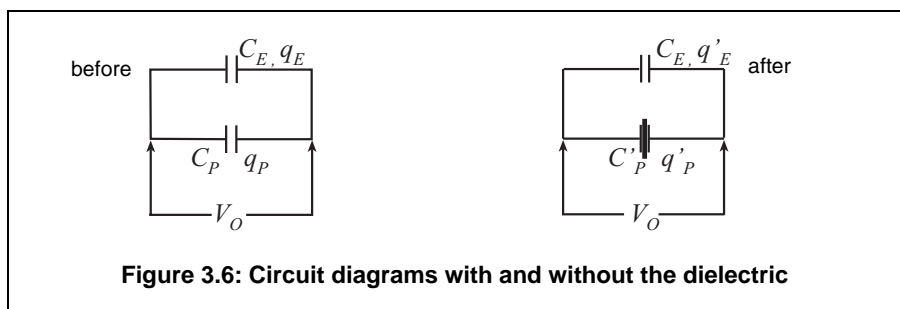 before
C_E, q_E
C_P q_P
V_O
C_E, q'_E
after
C'_P q'_P
V_O
Figure 3.6: Circuit diagrams with and without the dielectric